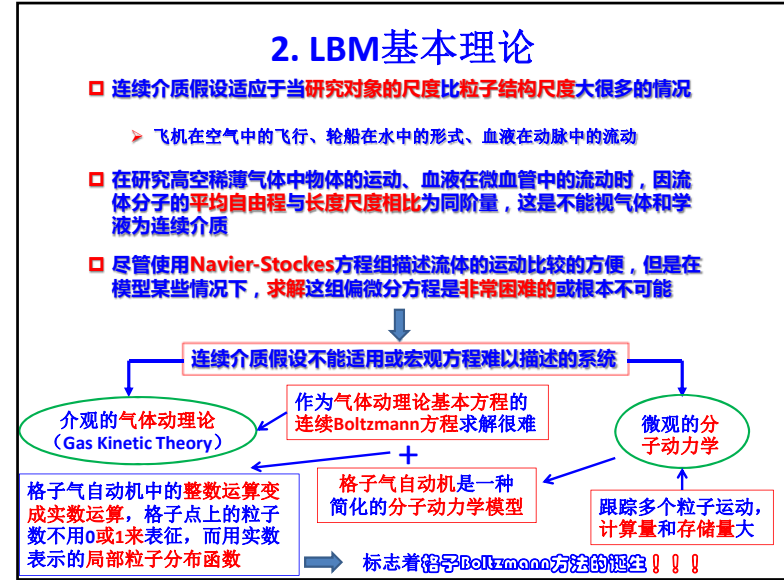 2. LBM基本理论
连续介质假设适应于当研究对象的尺度比粒子结构尺度大很多的情况
飞机在空气中的飞行、轮船在水中的形式、血液在动脉中的流动
在研究高空稀薄气体中物体的运动、血液在微血管中的流动时，因流
体分子的平均自由程与长度尺度相比为同阶量，这是不能视气体和学
液为连续介质
尽管使用Navier-Stockes方程组描述流体的运动比较的方便，但是在
模型某些情况下，求解这组偏微分方程是非常困难的或根本不可能
连续介质假设不能适用或宏观方程难以描述的系统
介观的气体动理论
（Gas Kinetic Theory）
作为气体动理论基本方程的
连续Boltzmann方程求解很难
微观的分
子动力学
+
格子气自动机是一种
简化的分子动力学模型
格子气自动机中的整数运算变
成实数运算，格子点上的粒子
数不用0或1来表征，而用实数
表示的局部粒子分布函数
跟踪多个粒子运动，
计算量和存储量大
标志着格子Boltzmann方法的诞生！！！